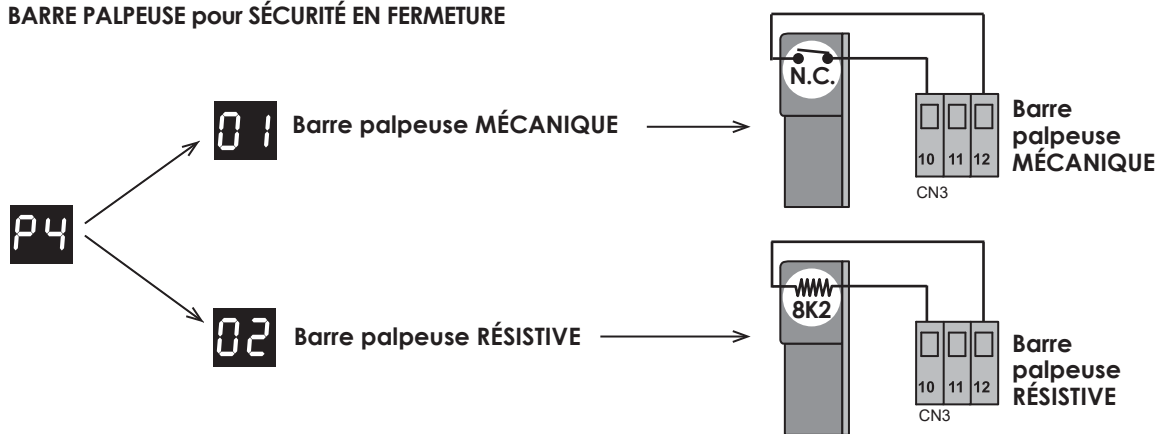 BARRE PALPEUSE pour SÉCURITÉ EN FERMETURE
N.C.
01 Barre palpeuse MÉCANIQUE
10 11 12
CN3
Barre
palpeuse
MÉCANIQUE
P4
8K2
02 Barre palpeuse RÉSISTIVE
10 11 12
CN3
Barre
palpeuse
RÉSISTIVE